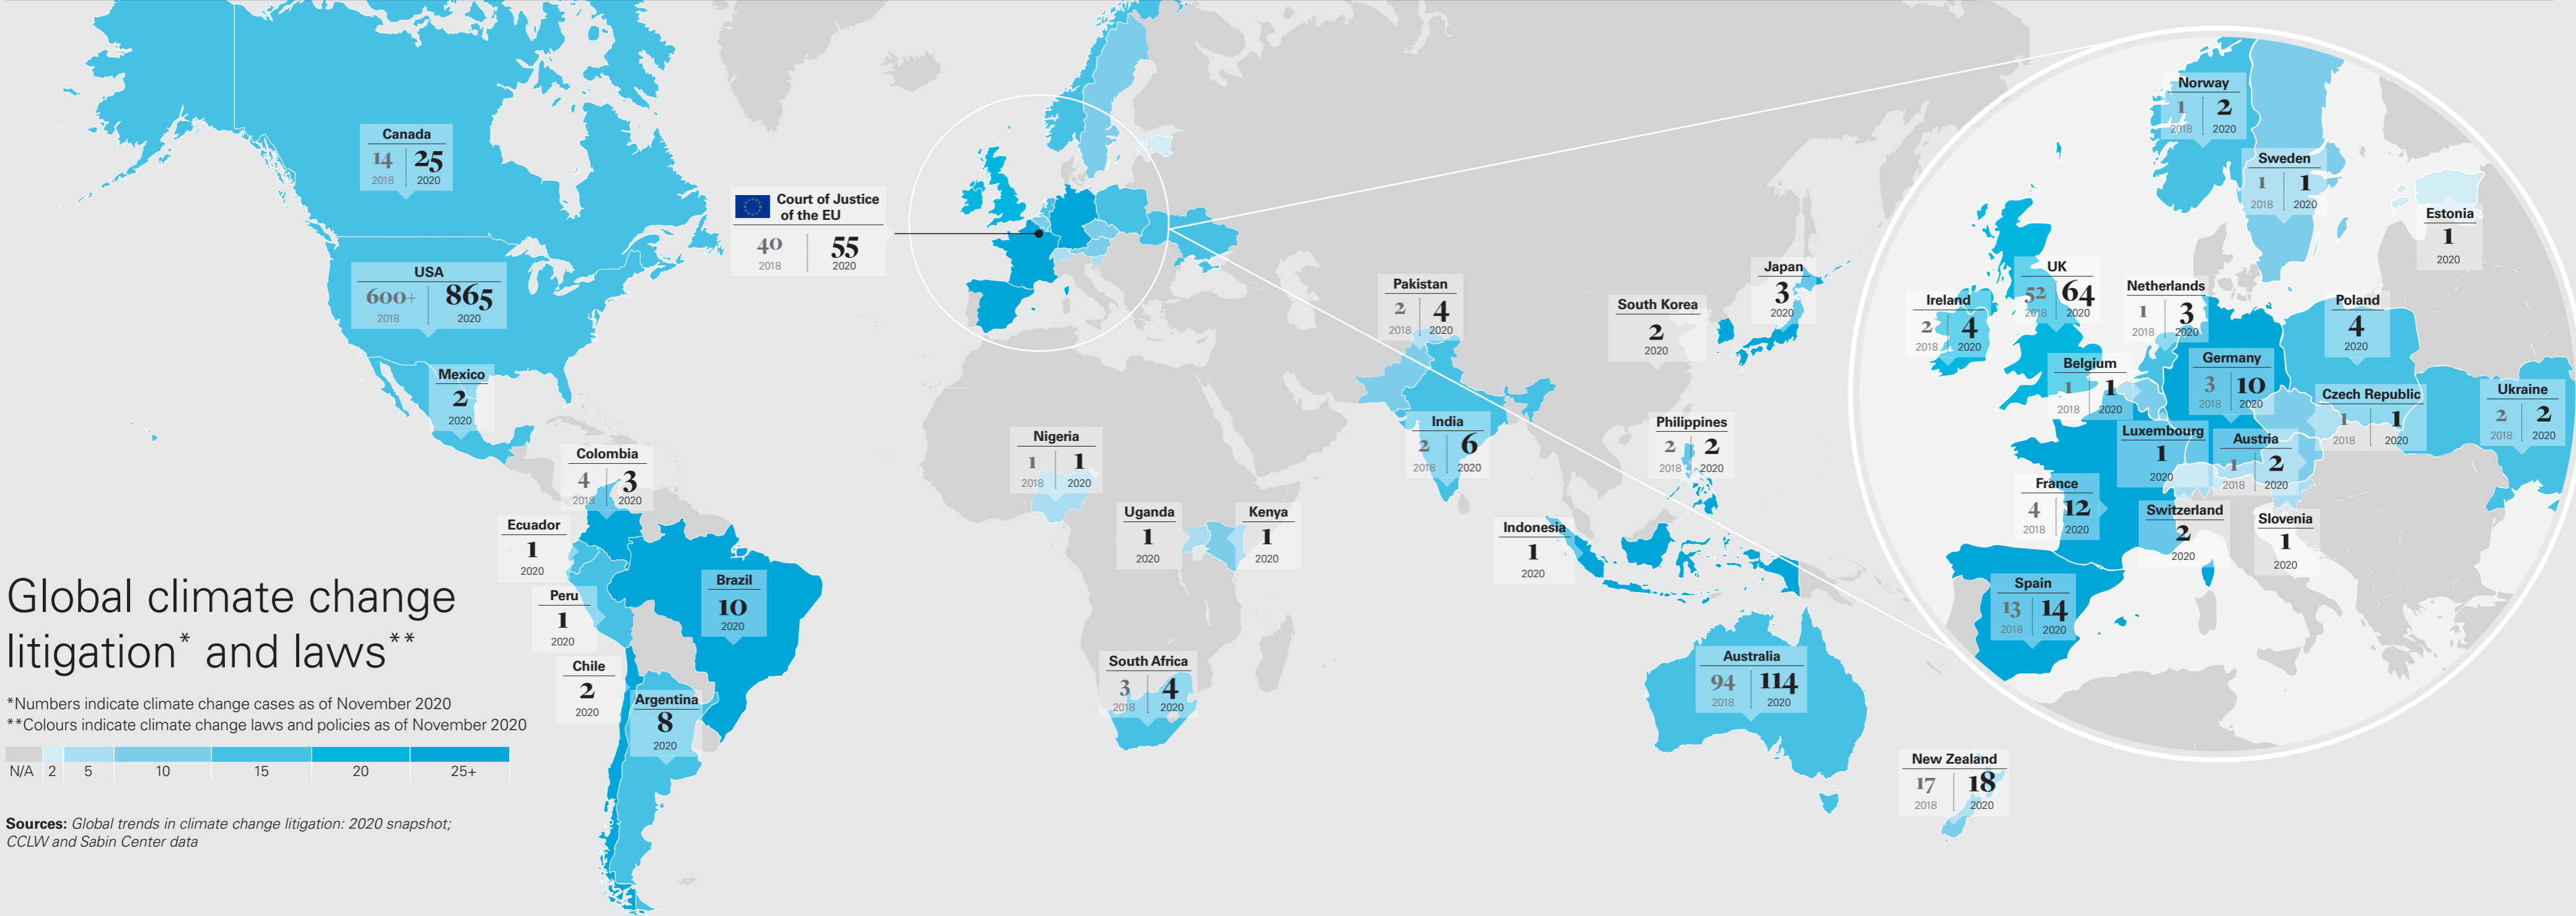 Canada
14 25
2018 2020
USA
600+ 865
2018 2020
Mexico
2
2020
Court of Justice
of the EU
40 55
2018 2020
Colombia
4 3
2018 2020
Ecuador
1
2020
Peru
1
2020
Chile
2
2020
Brazil
10
2020
Argentina
8
2020
Nigeria
1 1
2018 2020
Uganda
1
2020
Kenya
1
2020
South Africa
3 4
2018 2020
Pakistan
2 4
2018 2020
India
2 6
2018 2020
South Korea
2
2020
Japan
3
2020
Philippines
2 2
2018 2020
Indonesia
1
2020
Australia
94 114
2018 2020
New Zealand
17 18
2018 2020
Norway
1 2
2018 2020
Sweden
1 1
2018 2020
Estonia
1
2020
UK
52 64
2018 2020
Ireland
2 4
2018 2020
Netherlands
1 3
2018 2020
Poland
4
2020
Belgium
1 1
2018 2020
Germany
3 10
2018 2020
Czech Republic
1 1
2018 2020
Ukraine
2 2
2018 2020
Luxembourg
1
2020
Austria
1 2
2018 2020
France
4 12
2018 2020
Switzerland
2
2020
Slovenia
1
2020
Spain
13 14
2018 2020
Global climate change
litigation* and laws**
*Numbers indicate climate change cases as of November 2020
**Colours indicate climate change laws and policies as of November 2020
N/A 2 5 10 15 20 25+
Sources: Global trends in climate change litigation: 2020 snapshot;
CCLW and Sabin Center data